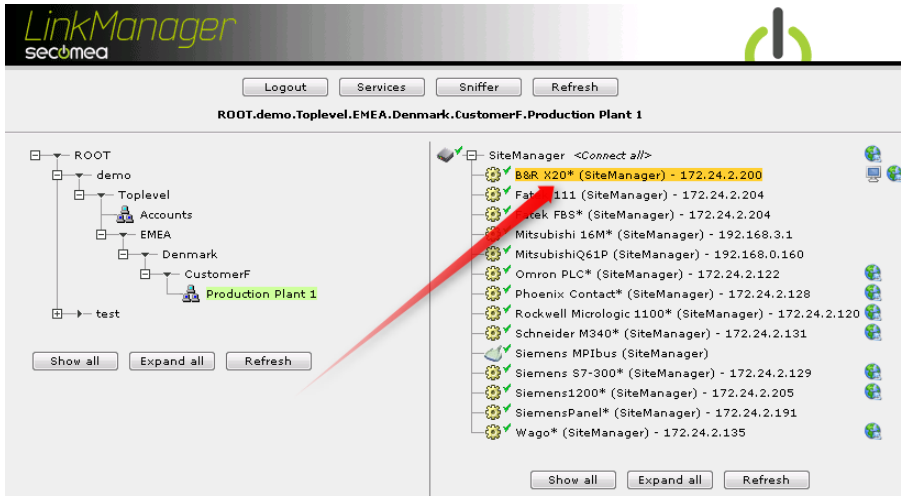 LinkManager
secomea
Logout Services Sniffer Refresh
ROOT.demo.Toplevel.EMEA.Denmark.CustomerF.Production Plant 1
ROOT
demo
Toplevel
Accounts
EMEA
Denmark
CustomerF
Production Plant 1
test
Show all Expand all Refresh
SiteManager <Connect all>
B&R X20* (SiteManager) - 172.24.2.200
111 (SiteManager) - 172.24.2.204
Fatek FBS* (SiteManager) - 172.24.2.204
Mitsubishi 16M* (SiteManager) - 192.168.3.1
MitsubishiQ61P (SiteManager) - 192.168.0.160
Omron PLC* (SiteManager) - 172.24.2.122
Phoenix Contact* (SiteManager) - 172.24.2.128
Rockwell Micrologic 1100* (SiteManager) - 172.24.2.120
Schneider M340* (SiteManager) - 172.24.2.131
Siemens MPIbus (SiteManager)
Siemens S7-300* (SiteManager) - 172.24.2.129
Siemens1200* (SiteManager) - 172.24.2.205
SiemensPanel* (SiteManager) - 172.24.2.191
Wago* (SiteManager) - 172.24.2.135
Show all Expand all Refresh